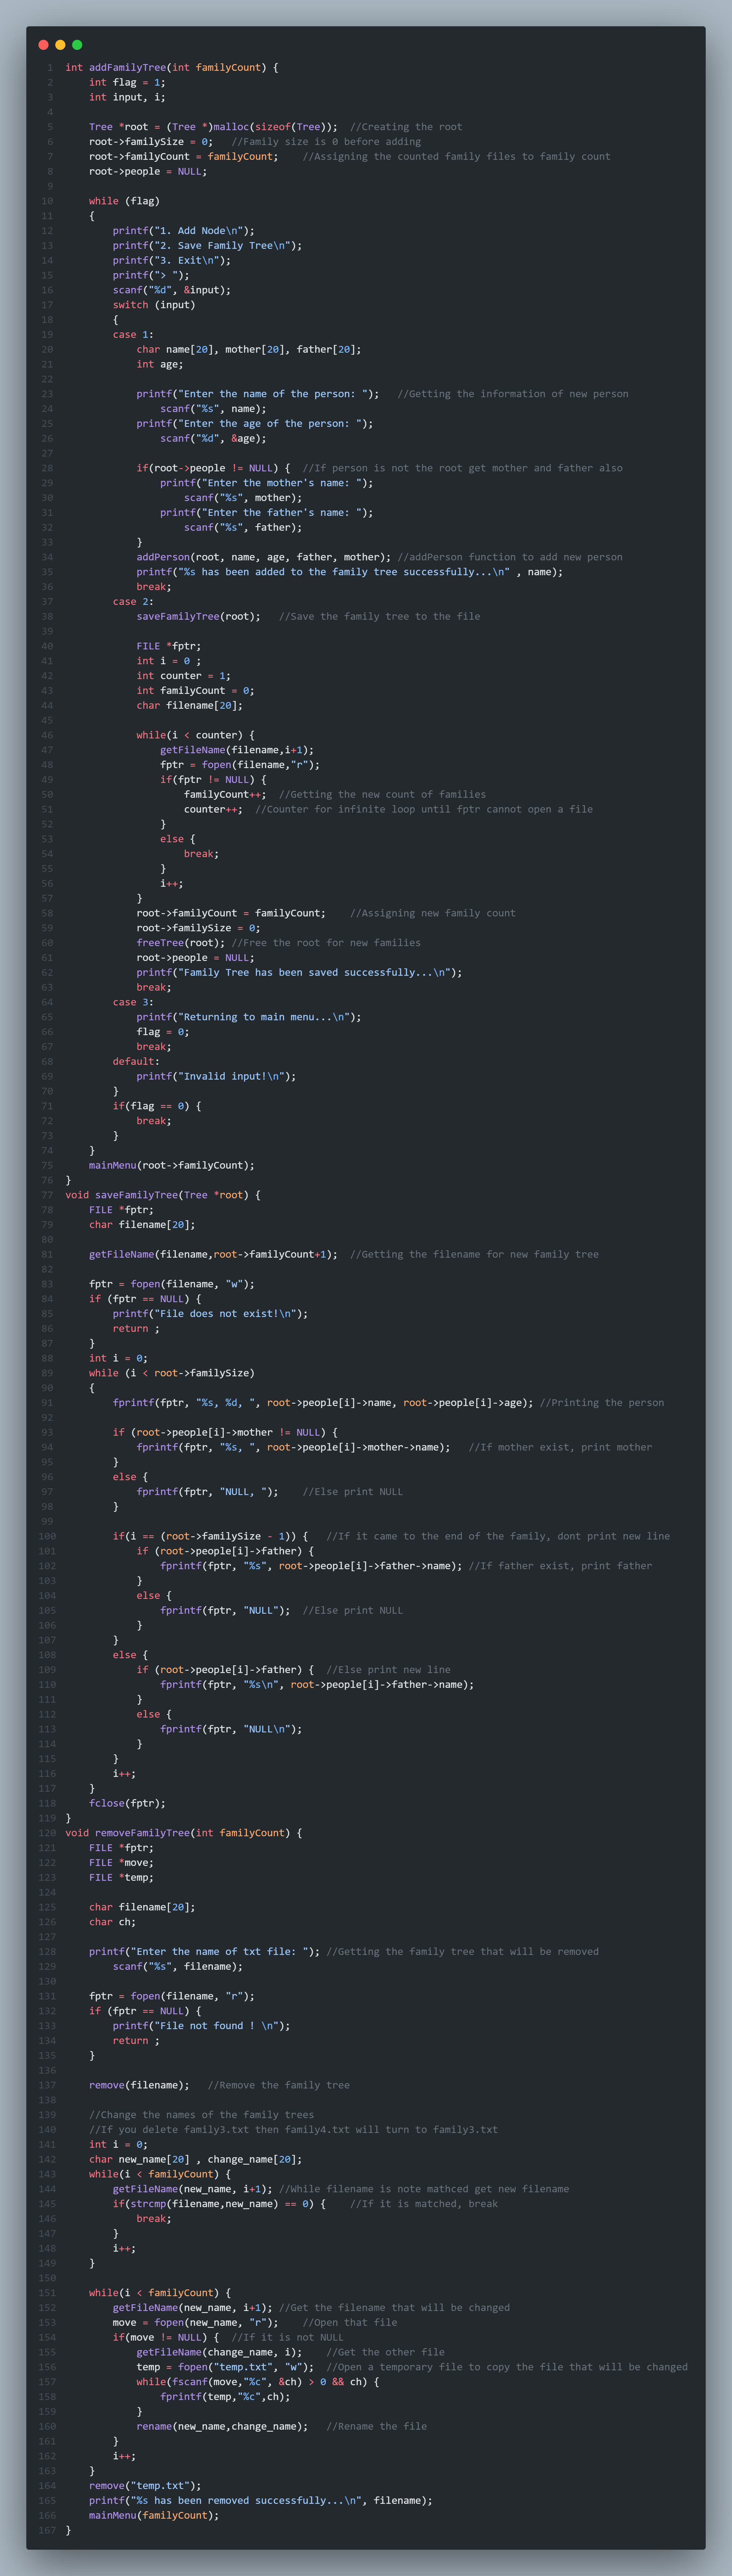 1 int addFamilyTree(int familyCount) {
2     int flag = 1;
3     int input, i;
4
5     Tree *root = (Tree *)malloc(sizeof(Tree));  //Creating the root
6     root->familySize = 0;   //Family size is 0 before adding
7     root->familyCount = familyCount;    //Assigning the counted family files to family count
8     root->people = NULL;
9
10     while (flag)
11     {
12         printf("1. Add Node\n");
13         printf("2. Save Family Tree\n");
14         printf("3. Exit\n");
15         printf("> ");
16         scanf("%d", &input);
17         switch (input)
18         {
19         case 1:
20             char name[20], mother[20], father[20];
21             int age;
22
23             printf("Enter the name of the person: ");   //Getting the information of new person
24                 scanf("%s", name);
25             printf("Enter the age of the person: ");
26                 scanf("%d", &age);
27
28             if(root->people != NULL) {  //If person is not the root get mother and father also
29                 printf("Enter the mother's name: ");
30                     scanf("%s", mother);
31                 printf("Enter the father's name: ");
32                     scanf("%s", father);
33             }
34             addPerson(root, name, age, father, mother); //addPerson function to add new person
35             printf("%s has been added to the family tree successfully...\n" , name);
36             break;
37         case 2:
38             saveFamilyTree(root);   //Save the family tree to the file
39
40             FILE *fptr;
41             int i = 0 ;
42             int counter = 1;
43             int familyCount = 0;
44             char filename[20];
45
46             while(i < counter) {
47                 getFileName(filename,i+1);
48                 fptr = fopen(filename,"r");
49                 if(fptr != NULL) {
50                     familyCount++;  //Getting the new count of families
51                     counter++;  //Counter for infinite loop until fptr cannot open a file
52                 }
53                 else {
54                     break;
55                 }
56                 i++;
57             }
58             root->familyCount = familyCount;    //Assigning new family count
59             root->familySize = 0;
60             freeTree(root); //Free the root for new families
61             root->people = NULL;
62             printf("Family Tree has been saved successfully...\n");
63             break;
64         case 3:
65             printf("Returning to main menu...\n");
66             flag = 0;
67             break;
68         default:
69             printf("Invalid input!\n");
70         }
71         if(flag == 0) {
72             break;
73         }
74     }
75     mainMenu(root->familyCount);
76 }
77 void saveFamilyTree(Tree *root) {
78     FILE *fptr;
79     char filename[20];
80
81     getFileName(filename,root->familyCount+1);  //Getting the filename for new family tree
82
83     fptr = fopen(filename, "w");
84     if (fptr == NULL) {
85         printf("File does not exist!\n");
86         return ;
87     }
88     int i = 0;
89     while (i < root->familySize)
90     {
91         fprintf(fptr, "%s, %d, ", root->people[i]->name, root->people[i]->age); //Printing the person
92
93         if (root->people[i]->mother != NULL) {
94             fprintf(fptr, "%s, ", root->people[i]->mother->name);   //If mother exist, print mother
95         }
96         else {
97             fprintf(fptr, "NULL, ");    //Else print NULL
98         }
99
100         if(i == (root->familySize - 1)) {   //If it came to the end of the family, dont print new line
101             if (root->people[i]->father) {
102                 fprintf(fptr, "%s", root->people[i]->father->name); //If father exist, print father
103             }
104             else {
105                 fprintf(fptr, "NULL");  //Else print NULL
106             }
107         }
108         else {
109             if (root->people[i]->father) {  //Else print new line
110                 fprintf(fptr, "%s\n", root->people[i]->father->name);
111             }
112             else {
113                 fprintf(fptr, "NULL\n");
114             }
115         }
116         i++;
117     }
118     fclose(fptr);
119 }
120 void removeFamilyTree(int familyCount) {
121     FILE *fptr;
122     FILE *move;
123     FILE *temp;
124
125     char filename[20];
126     char ch;
127
128     printf("Enter the name of txt file: "); //Getting the family tree that will be removed
129         scanf("%s", filename);
130
131     fptr = fopen(filename, "r");
132     if (fptr == NULL) {
133         printf("File not found ! \n");
134         return ;
135     }
136
137     remove(filename);   //Remove the family tree
138
139     //Change the names of the family trees
140     //If you delete family3.txt then family4.txt will turn to family3.txt
141     int i = 0;
142     char new_name[20] , change_name[20];
143     while(i < familyCount) {
144         getFileName(new_name, i+1); //While filename is note mathced get new filename
145         if(strcmp(filename,new_name) == 0) {    //If it is matched, break
146             break;
147         }
148         i++;
149     }
150
151     while(i < familyCount) {
152         getFileName(new_name, i+1); //Get the filename that will be changed
153         move = fopen(new_name, "r");    //Open that file
154         if(move != NULL) {  //If it is not NULL
155             getFileName(change_name, i);    //Get the other file
156             temp = fopen("temp.txt", "w");  //Open a temporary file to copy the file that will be changed
157             while(fscanf(move,"%c", &ch) > 0 && ch) {
158                 fprintf(temp,"%c",ch);
159             }
160             rename(new_name,change_name);   //Rename the file
161         }
162         i++;
163     }
164     remove("temp.txt");
165     printf("%s has been removed successfully...\n", filename);
166     mainMenu(familyCount);
167 }